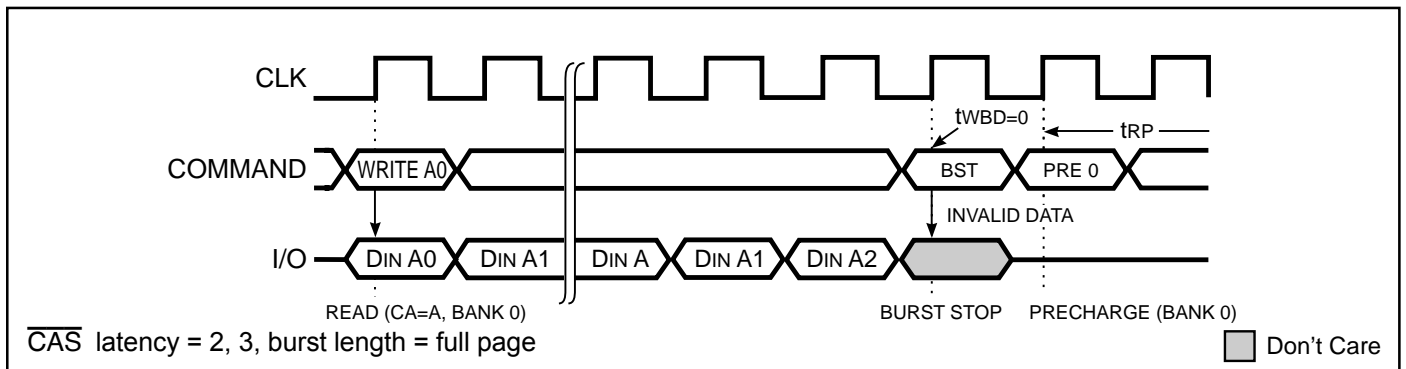 CLK
tWBD=0
tRP
COMMAND
WRITE A0
BST
PRE 0
INVALID DATA
I/O
DIN A0
DIN A1
DIN A
DIN A1
DIN A2
READ (CA=A, BANK 0)
BURST STOP
PRECHARGE (BANK 0)
CAS latency = 2, 3, burst length = full page
Don't Care